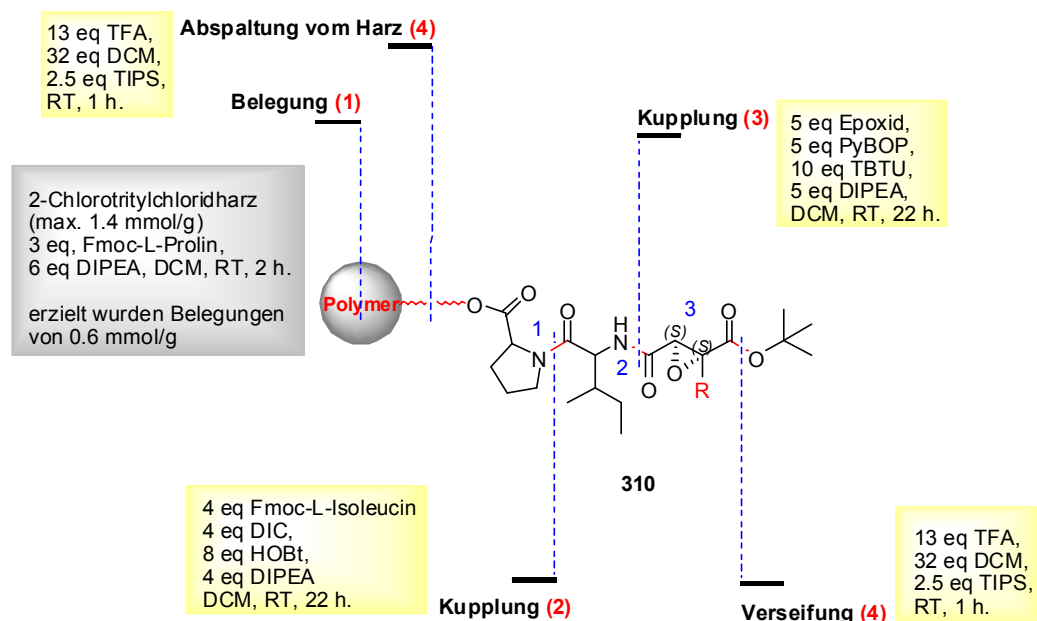 Abspaltung vom Harz (4)
13 eq TFA,
32 eq DCM,
2.5 eq TIPS,
RT, 1 h.
Belegung (1)
Kupplung (3)
5 eq Epoxid,
5 eq PyBOP,
10 eq TBTU,
5 eq DIPEA,
DCM, RT, 22 h.
2-Chlorotritylchloridharz
(max. 1.4 mmol/g)
3 eq, Fmoc-L-Prolin,
6 eq DIPEA, DCM, RT, 2 h.
erzielt wurden Belegungen
von 0.6 mmol/g
Polymer
O
O
1
N
O
H
N
2
O
3
(S)
(S)
O
R
O
O
310
4 eq Fmoc-L-Isoleucin
4 eq DIC,
8 eq HOBt,
4 eq DIPEA
DCM, RT, 22 h.
Kupplung (2)
13 eq TFA,
32 eq DCM,
2.5 eq TIPS,
RT, 1 h.
Verseifung (4)